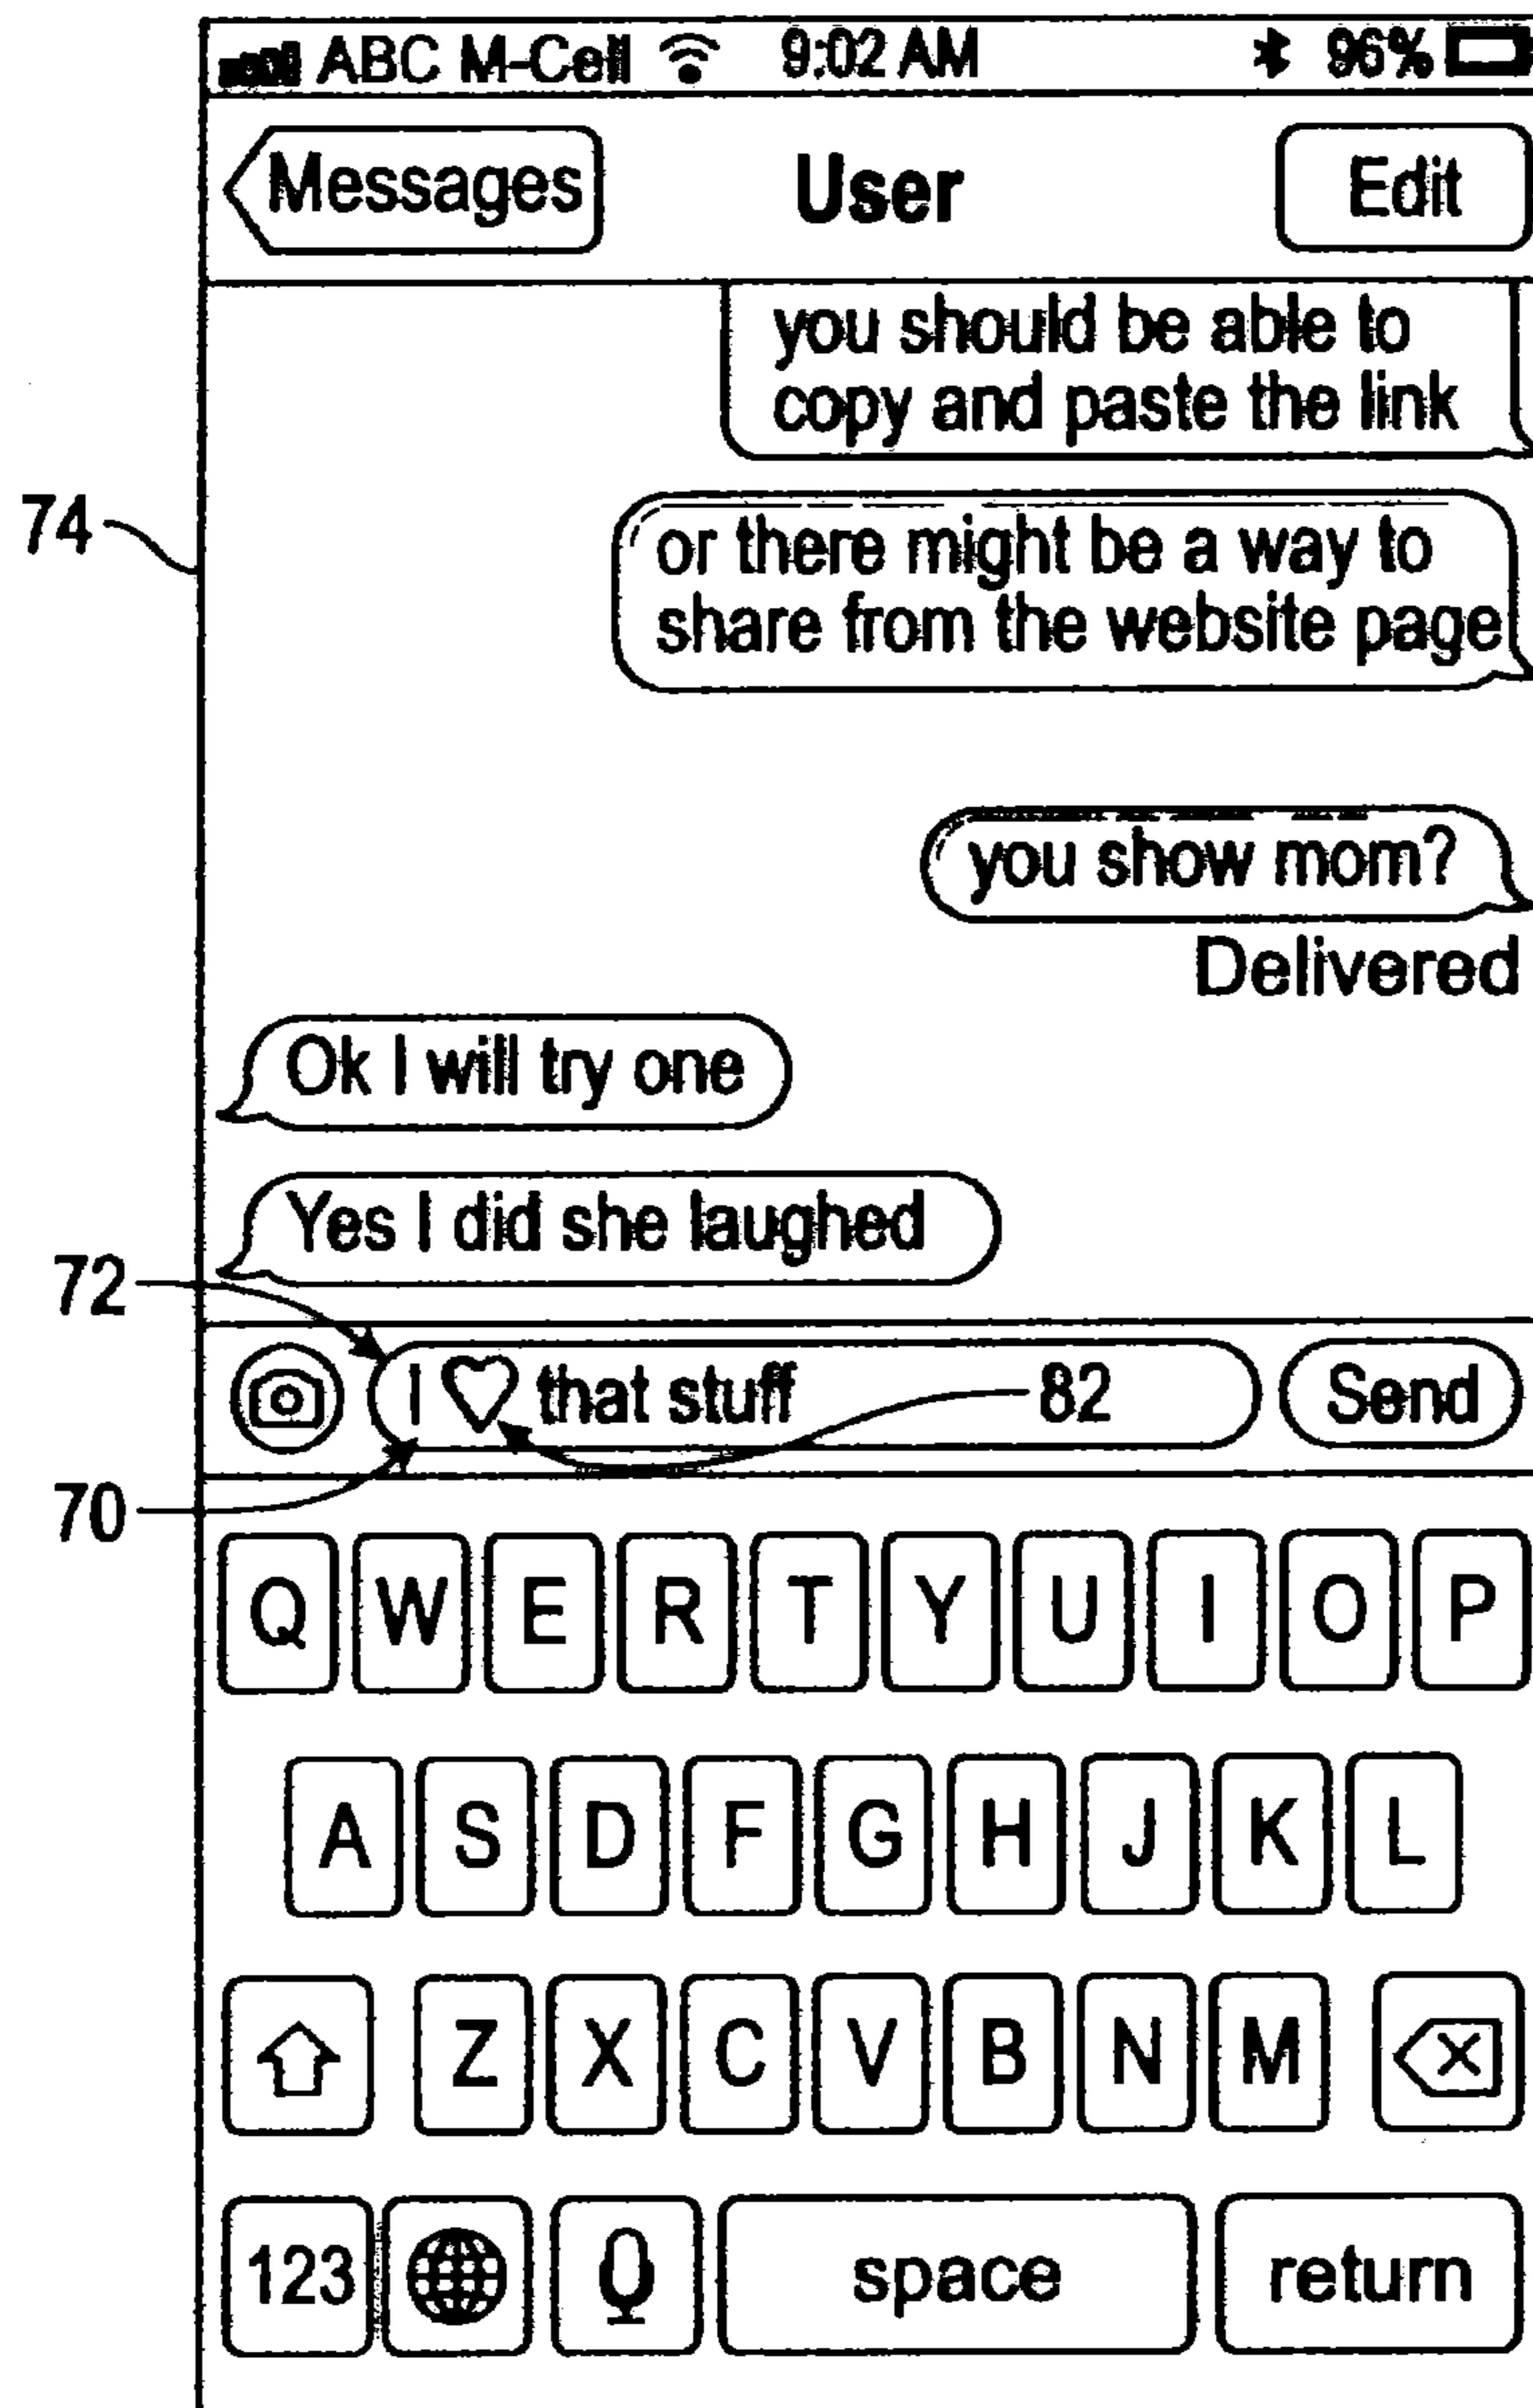 ABC M-Cell 9:02 AM 96%
Messages User Edit
you should be able to
copy and paste the link
74
or there might be a way to
share from the website page
you show mom?
Delivered
Ok I will try one
Yes I did she laughed
72
I ♡ that stuff 82 Send
70
Q W E R T Y U I O P
A S D F G H J K L
Z X C V B N M
123 space return